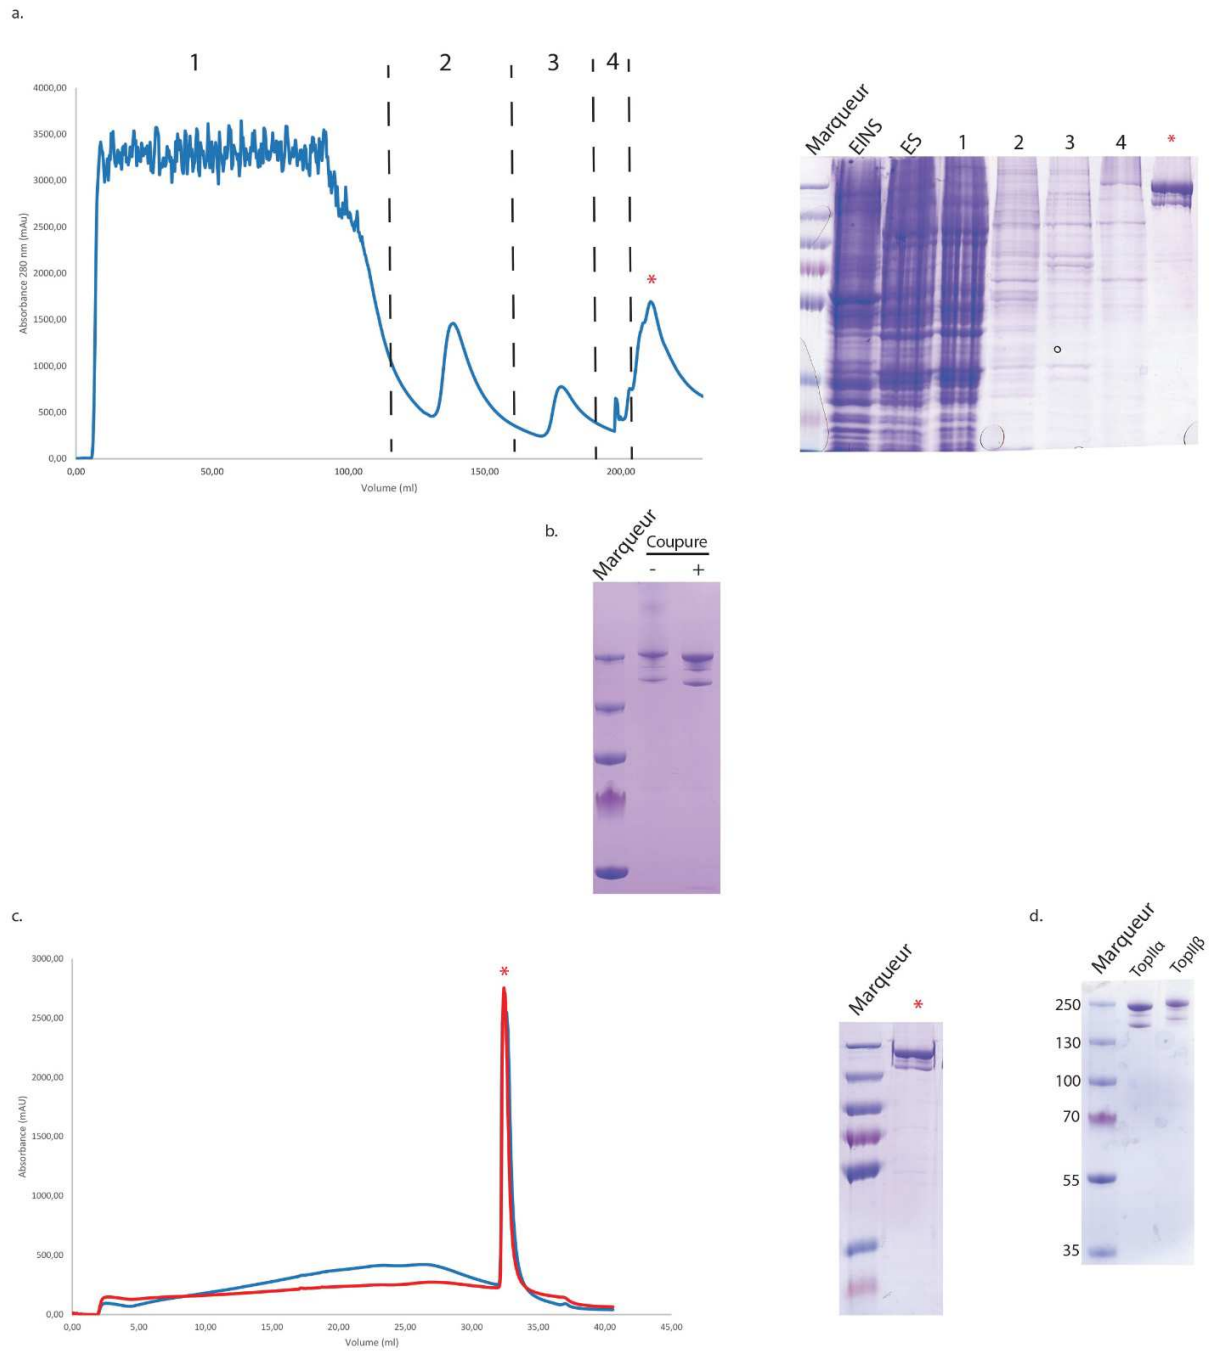 a.
1 2 3 4
4000,00
3500,00
3000,00
2500,00
2000,00
1500,00
1000,00
500,00
0,00
Absorbance 280 nm (mAu)
*
0,00 50,00 100,00 150,00 200,00
Volume (ml)
Marqueur EINS ES 1 2 3 4 *
b.
Marqueur
Coupure
- +
c.
3000,00
2500,00
2000,00
1500,00
1000,00
500,00
0,00
Absorbance (mAU)
*
0,00 5,00 10,00 15,00 20,00 25,00 30,00 35,00 40,00 45,00
Volume (ml)
Marqueur *
d.
Marqueur TopIIα TopIIβ
250
130
100
70
55
35